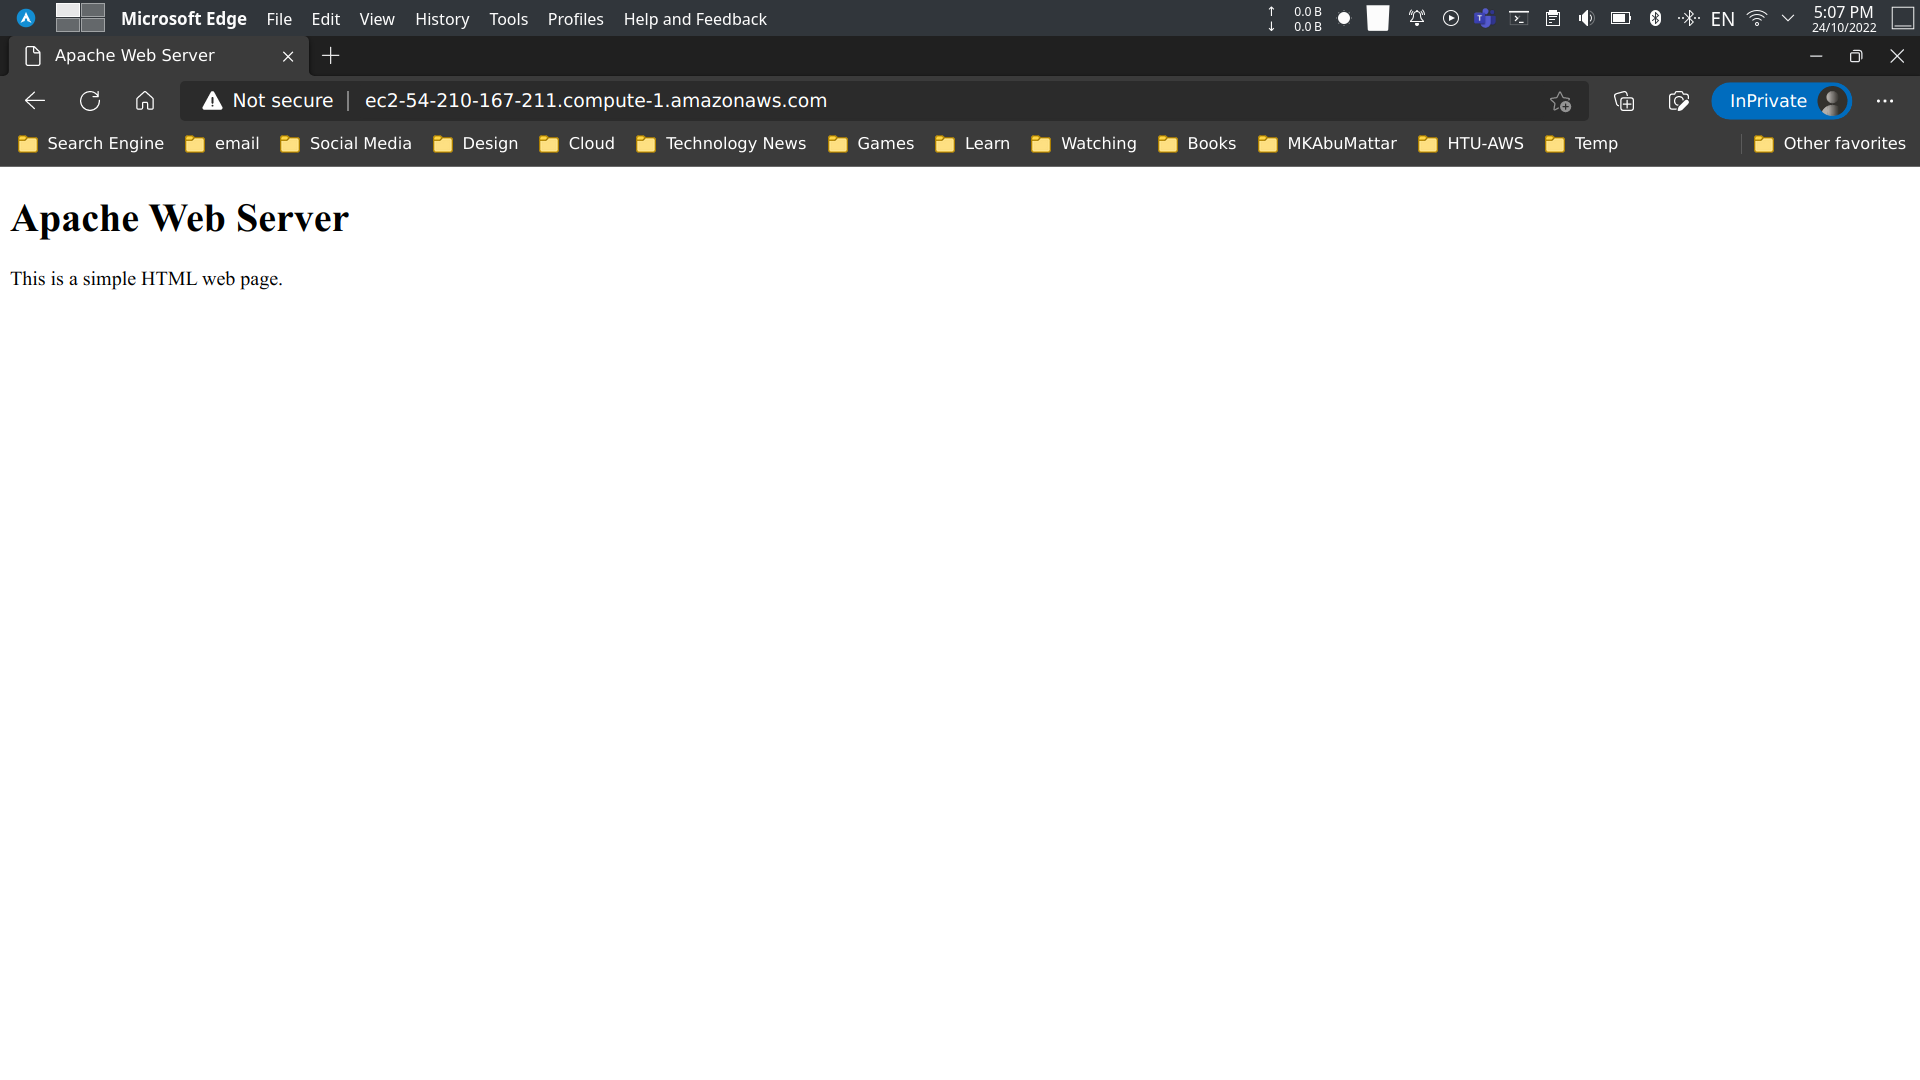 Microsoft Edge File Edit View History Tools Profiles Help and Feedback ↑ 0.0 B ↓ 0.0 B EN 5:07 PM 24/10/2022
Apache Web Server
Not secure | ec2-54-210-167-211.compute-1.amazonaws.com InPrivate
Search Engine email Social Media Design Cloud Technology News Games Learn Watching Books MKAbuMattar HTU-AWS Temp Other favorites
Apache Web Server
This is a simple HTML web page.